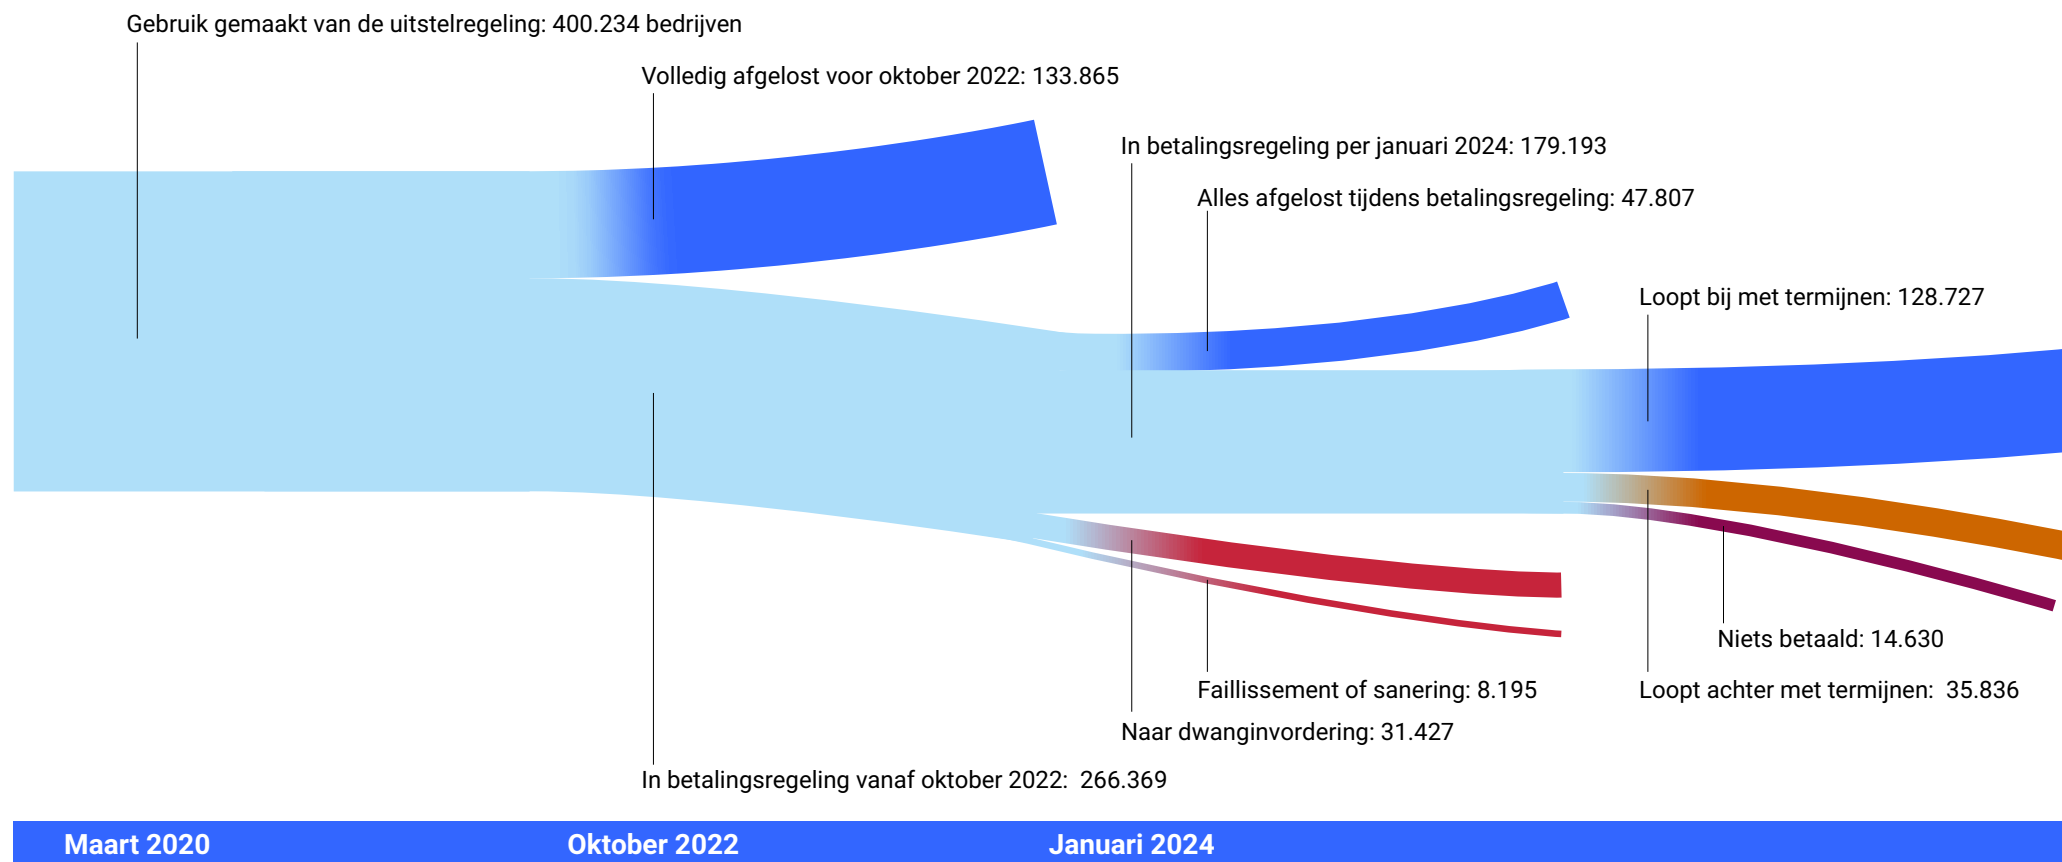 Gebruik gemaakt van de uitstelregeling: 400.234 bedrijven
Volledig afgelost voor oktober 2022: 133.865
In betalingsregeling per januari 2024: 179.193
Alles afgelost tijdens betalingsregeling: 47.807
Loopt bij met termijnen: 128.727
Niets betaald: 14.630
Faillissement of sanering: 8.195
Loopt achter met termijnen: 35.836
Naar dwanginvordering: 31.427
In betalingsregeling vanaf oktober 2022: 266.369
Maart 2020
Oktober 2022
Januari 2024